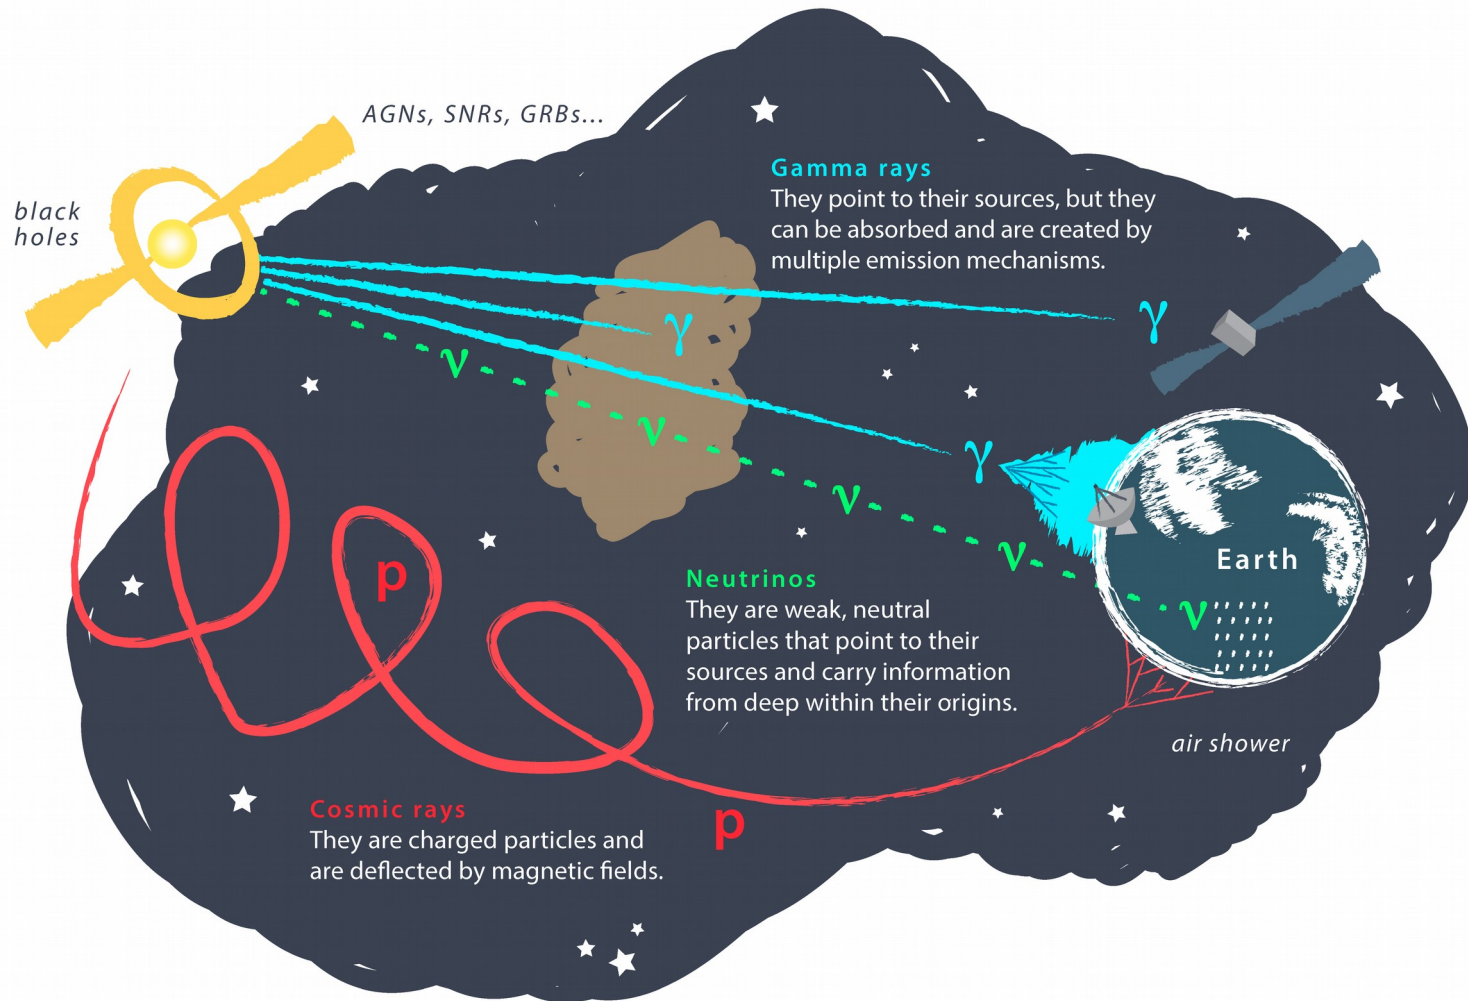 AGNs, SNRs, GRBs...
black
holes
Gamma rays
They point to their sources, but they
can be absorbed and are created by
multiple emission mechanisms.
γ
γ
ν
ν
γ
ν
ν
Earth
p
Neutrinos
They are weak, neutral
particles that point to their
sources and carry information
from deep within their origins.
ν
air shower
Cosmic rays
They are charged particles and
are deflected by magnetic fields.
p